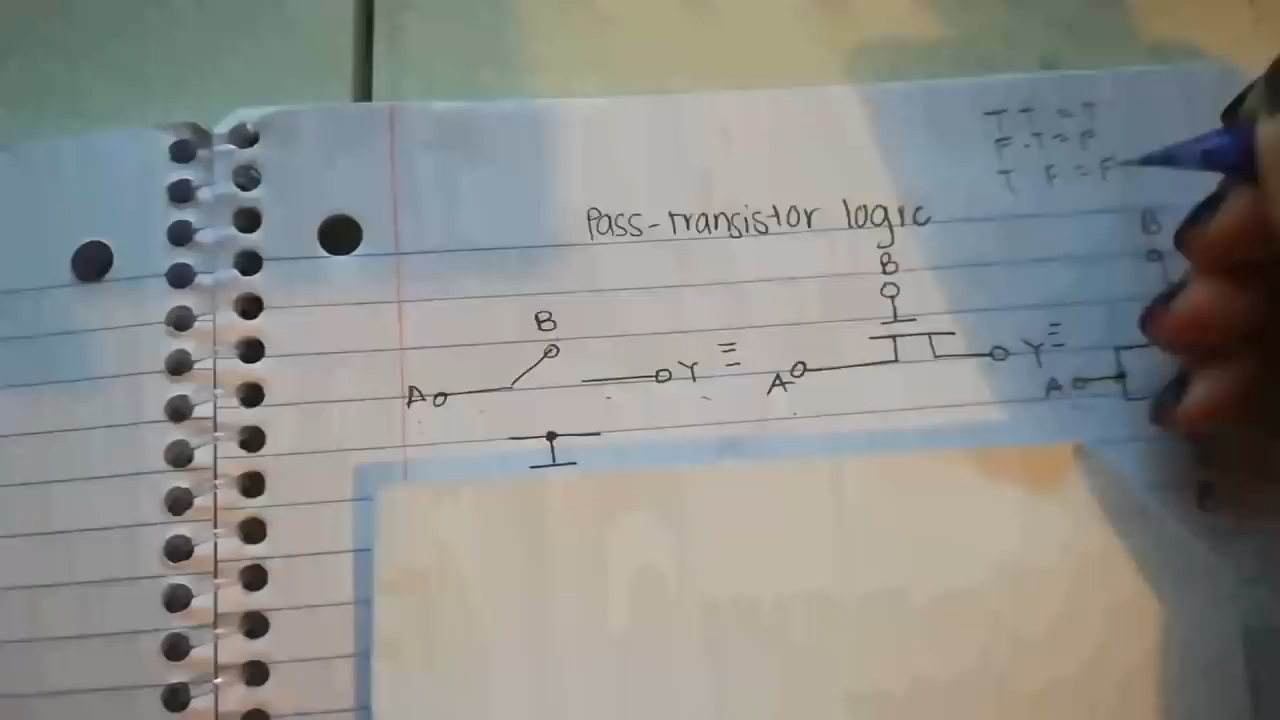 T T = T
F . T = F
T F = F
Pass-transistor logic
B
B
B
A
Y ≡
A
Y ≡
A
B